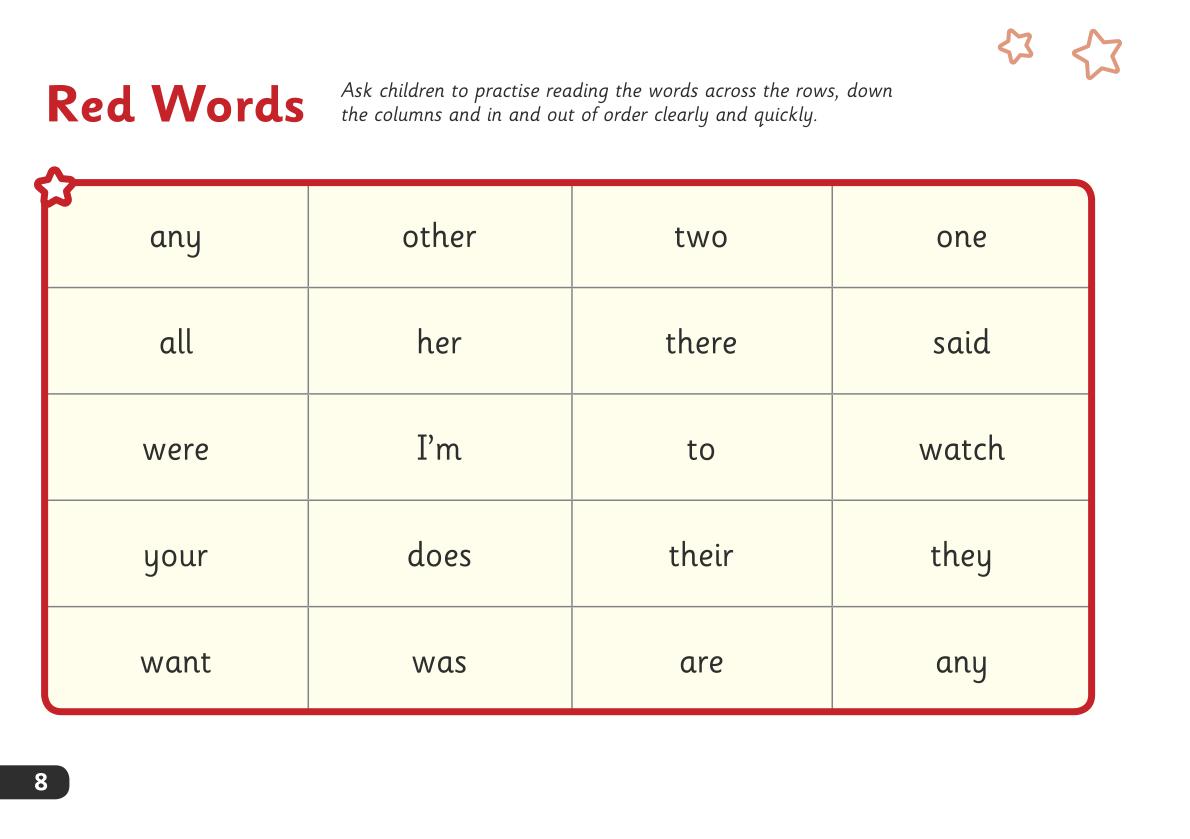 Red Words
Ask children to practise reading the words across the rows, down
the columns and in and out of order clearly and quickly.
any other two one
all her there said
were I’m to watch
your does their they
want was are any
8